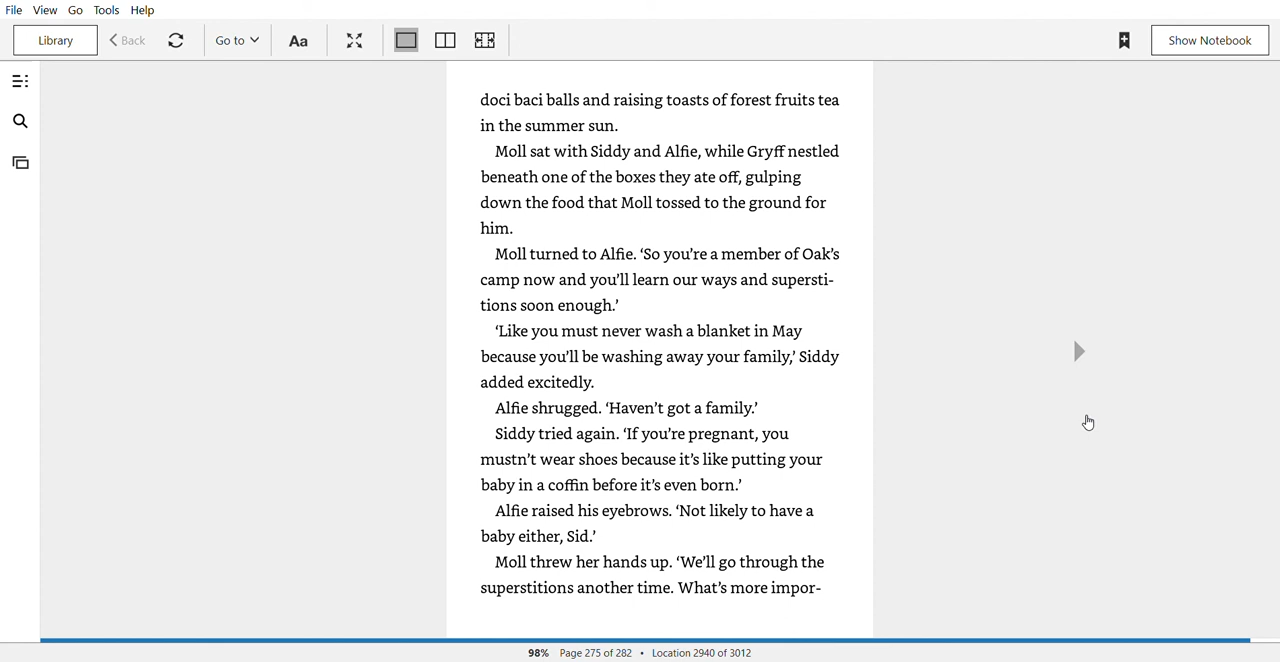 File View Go Tools Help
Library Back Go to Aa Show Notebook
doci baci balls and raising toasts of forest fruits tea
in the summer sun.
Moll sat with Siddy and Alfie, while Gryff nestled
beneath one of the boxes they ate off, gulping
down the food that Moll tossed to the ground for
him.
Moll turned to Alfie. ‘So you’re a member of Oak’s
camp now and you’ll learn our ways and supersti-
tions soon enough.’
‘Like you must never wash a blanket in May
because you’ll be washing away your family,’ Siddy
added excitedly.
Alfie shrugged. ‘Haven’t got a family.’
Siddy tried again. ‘If you’re pregnant, you
mustn’t wear shoes because it’s like putting your
baby in a coffin before it’s even born.’
Alfie raised his eyebrows. ‘Not likely to have a
baby either, Sid.’
Moll threw her hands up. ‘We’ll go through the
superstitions another time. What’s more impor-
98% Page 275 of 282 • Location 2940 of 3012